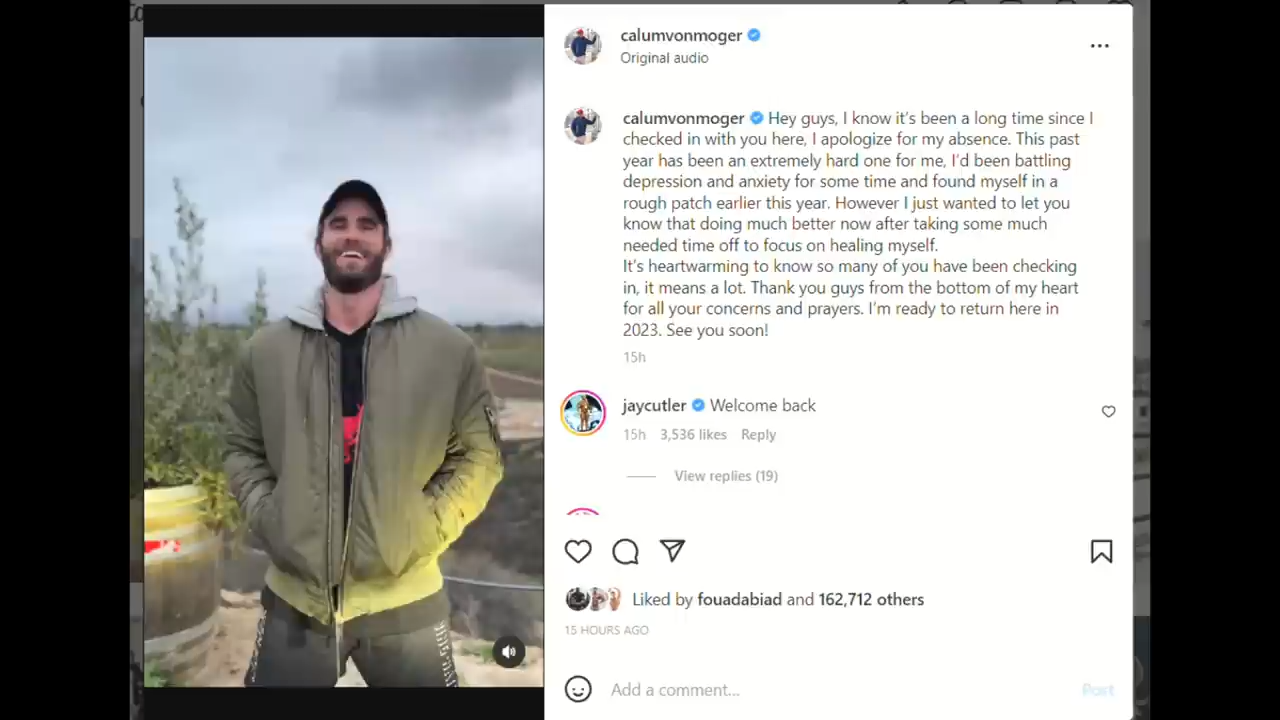 calumvonmoger
Original audio
calumvonmoger Hey guys, I know it's been a long time since I
checked in with you here, I apologize for my absence. This past
year has been an extremely hard one for me, I'd been battling
depression and anxiety for some time and found myself in a
rough patch earlier this year. However I just wanted to let you
know that doing much better now after taking some much
needed time off to focus on healing myself.
It's heartwarming to know so many of you have been checking
in, it means a lot. Thank you guys from the bottom of my heart
for all your concerns and prayers. I'm ready to return here in
2023. See you soon!
15h
jaycutler Welcome back
15h 3,536 likes Reply
View replies (19)
Liked by fouadabiad and 162,712 others
15 HOURS AGO
Add a comment... Post